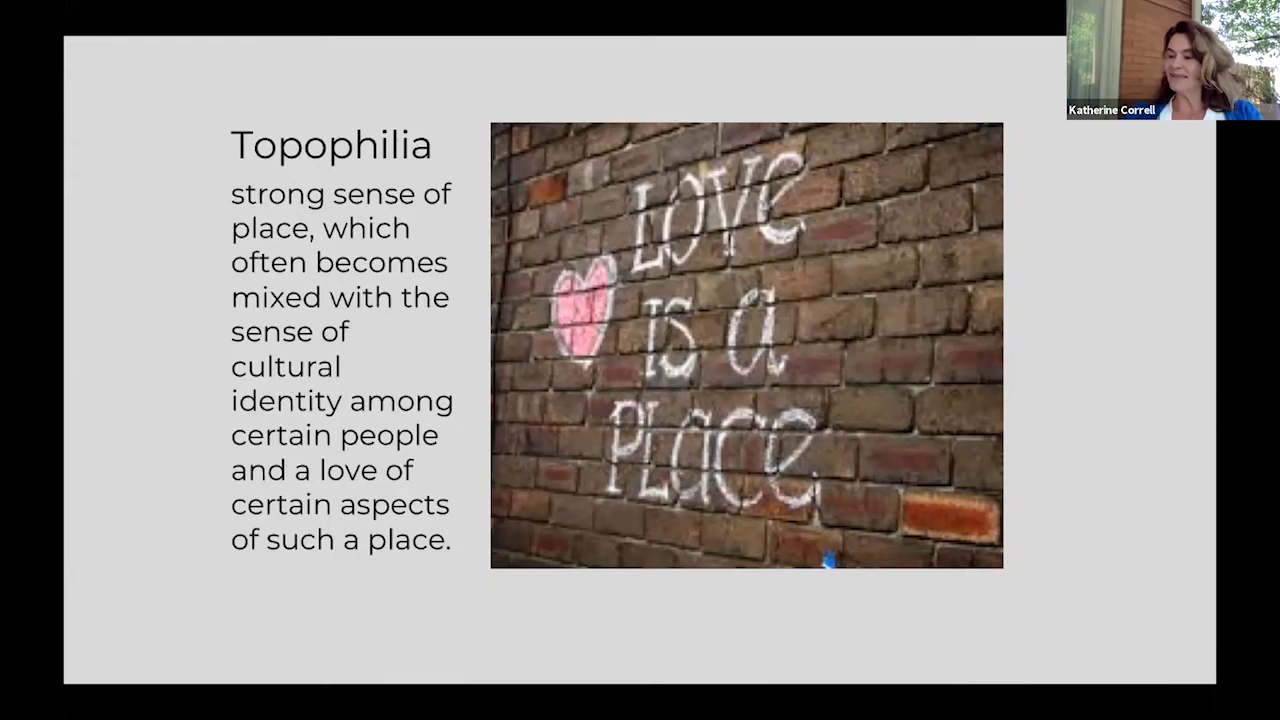 Topophilia
strong sense of
place, which
often becomes
mixed with the
sense of
cultural
identity among
certain people
and a love of
certain aspects
of such a place.
LOVE
IS a
PLace
Katherine Correll